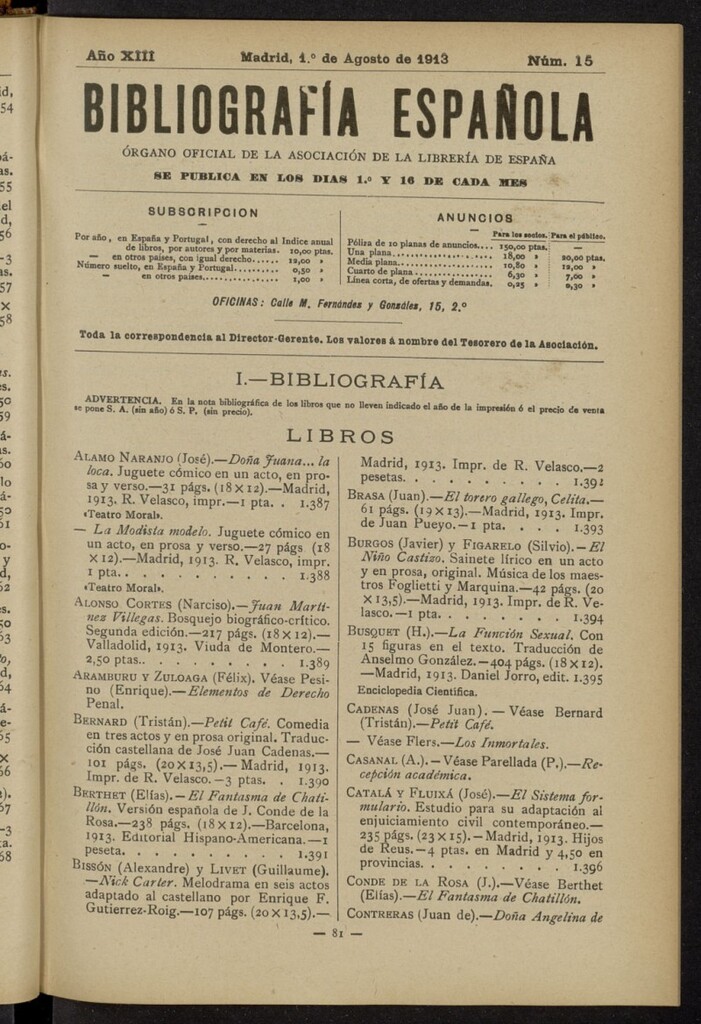 Año XIII Madrid, 1.º de Agosto de 1913 Núm. 15
BIBLIOGRAFÍA ESPAÑOLA
ÓRGANO OFICIAL DE LA ASOCIACIÓN DE LA LIBRERÍA DE ESPAÑA
SE PUBLICA EN LOS DIAS 1.º Y 16 DE CADA MES
SUBSCRIPCION
Por año, en España y Portugal, con derecho al Indice anual
de libros, por autores y por materias. 10,00 ptas.
— en otros países, con igual derecho...... 12,00 »
Número suelto, en España y Portugal......... 0,50 »
— en otros países............... 1,00 »
ANUNCIOS
Para los socios. Para el público.
Póliza de 10 planas de anuncios.... 150,00 ptas. —
Una plana........................ 18,00 » 20,00 ptas.
Media plana...................... 10,80 » 12,00 »
Cuarto de plana.................. 6,30 » 7,00 »
Línea corta, de ofertas y demandas. 0,25 » 0,30 »
OFICINAS: Calle M. Fernández y González, 15, 2.º
Toda la correspondencia al Director-Gerente. Los valores á nombre del Tesorero de la Asociación.
I.—BIBLIOGRAFÍA
ADVERTENCIA. En la nota bibliográfica de los libros que no lleven indicado el año de la impresión ó el precio de venta
se pone S. A. (sin año) ó S. P. (sin precio).
LIBROS
ALAMO NARANJO (José).—Doña Juana... la
loca. Juguete cómico en un acto, en pro-
sa y verso.—31 págs. (18 × 12).—Madrid,
1913. R. Velasco, impr.—1 pta. . 1.387
«Teatro Moral».
— La Modista modelo. Juguete cómico en
un acto, en prosa y verso.—27 págs (18
× 12).—Madrid, 1913. R. Velasco, impr.
1 pta. . . . . . . . . . . 1.388
«Teatro Moral».
ALONSO CORTES (Narciso).—Juan Martí-
nez Villegas. Bosquejo biográfico-crítico.
Segunda edición.—217 págs. (18 × 12).—
Valladolid, 1913. Viuda de Montero.—
2,50 ptas. . . . . . . . . . 1.389
ARAMBURU Y ZULOAGA (Félix). Véase Pesi-
no (Enrique).—Elementos de Derecho
Penal.
BERNARD (Tristán).—Petit Café. Comedia
en tres actos y en prosa original. Traduc-
ción castellana de José Juan Cadenas.—
101 págs. (20 × 13,5).—Madrid, 1913.
Impr. de R. Velasco.—3 ptas. . 1.390
BERTHET (Elías).—El Fantasma de Chati-
llón. Versión española de J. Conde de la
Rosa.—238 págs. (18 × 12).—Barcelona,
1913. Editorial Hispano-Americana.—1
peseta. . . . . . . . . . 1.391
BISSÓN (Alexandre) y LIVET (Guillaume).
—Nick Carter. Melodrama en seis actos
adaptado al castellano por Enrique F.
Gutierrez-Roig.—107 págs. (20 × 13,5).—
Madrid, 1913. Impr. de R. Velasco.—2
pesetas. . . . . . . . . . 1.392
BRASA (Juan).—El torero gallego, Celita.—
61 págs. (19 × 13).—Madrid, 1913. Impr.
de Juan Pueyo.—1 pta. . . . 1.393
BURGOS (Javier) y FIGARELO (Silvio).—El
Niño Castizo. Sainete lírico en un acto
y en prosa, original. Música de los maes-
tros Foglietti y Marquina.—42 págs. (20
× 13,5).—Madrid, 1913. Impr. de R. Ve-
lasco.—1 pta. . . . . . . . 1.394
BUSQUET (H.).—La Función Sexual. Con
15 figuras en el texto. Traducción de
Anselmo González.—404 págs. (18 × 12).
—Madrid, 1913. Daniel Jorro, edit. 1.395
Enciclopedia Científica.
CADENAS (José Juan). — Véase Bernard
(Tristán).—Petit Café.
— Véase Flers.—Los Inmortales.
CASANAL (A.).—Véase Parellada (P.).—Re-
cepción académica.
CATALÁ Y FLUIXÁ (José).—El Sistema for-
mulario. Estudio para su adaptación al
enjuiciamiento civil contemporáneo.—
235 págs. (23 × 15).—Madrid, 1913. Hijos
de Reus.—4 ptas. en Madrid y 4,50 en
provincias. . . . . . . . . 1.396
CONDE DE LA ROSA (J.).—Véase Berthet
(Elías).—El Fantasma de Chatillón.
CONTRERAS (Juan de).—Doña Angelina de
— 81 —